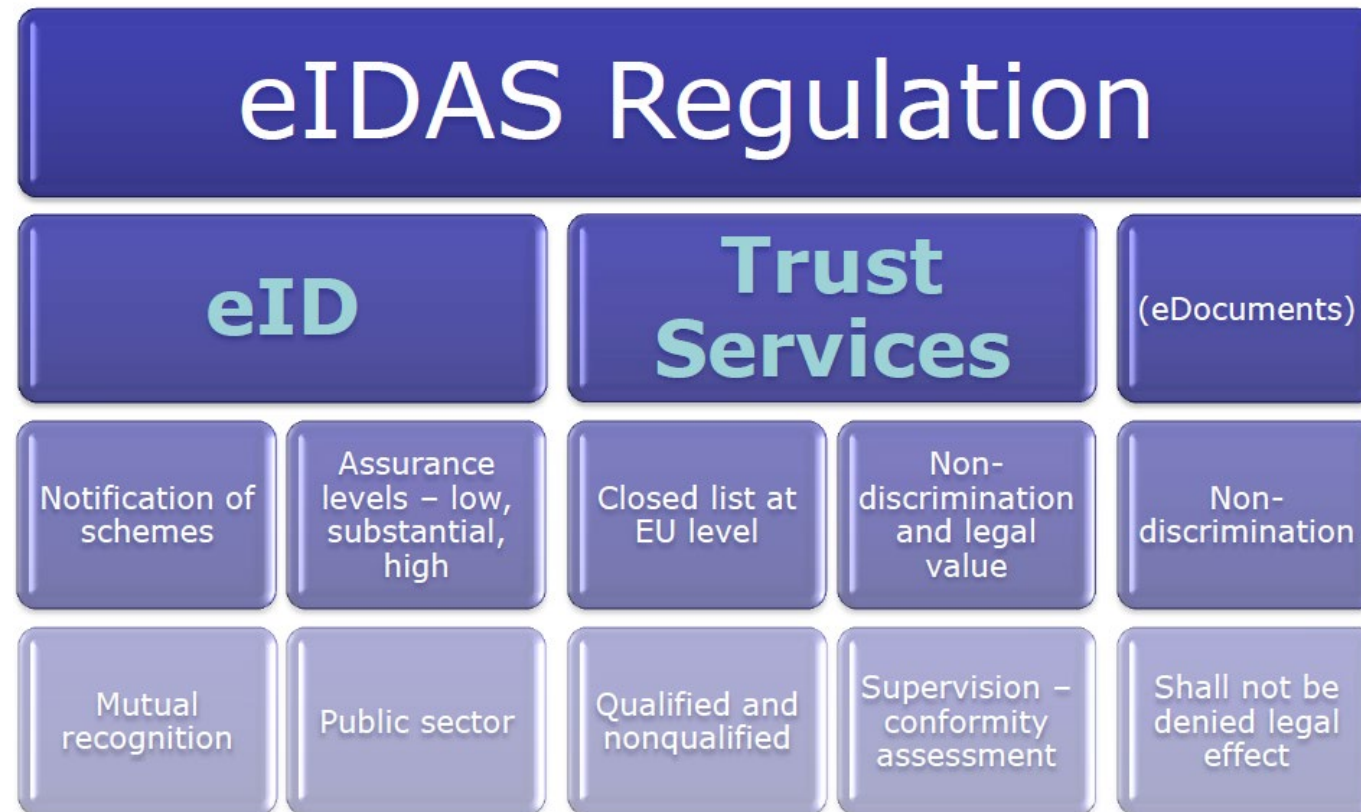 eIDAS Regulation
eID
Trust
Services
(eDocuments)
Notification of
schemes
Assurance
levels – low,
substantial,
high
Closed list at
EU level
Non-
discrimination
and legal
value
Non-
discrimination
Mutual
recognition
Public sector
Qualified and
nonqualified
Supervision –
conformity
assessment
Shall not be
denied legal
effect